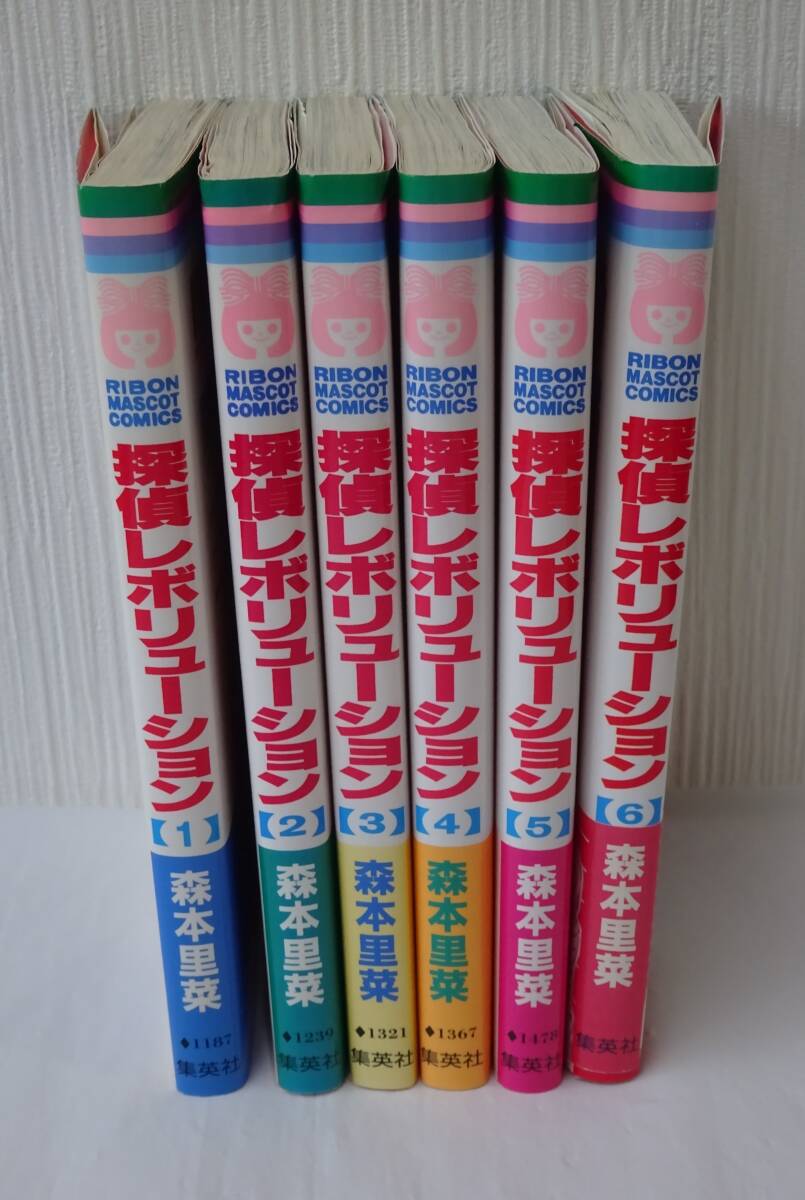 RIBON
MASCOT
COMICS
探偵レボリューション
【1】
森本里菜
◆1187
集英社
RIBON
MASCOT
COMICS
探偵レボリューション
【2】
森本里菜
◆1239
集英社
RIBON
MASCOT
COMICS
探偵レボリューション
【3】
森本里菜
◆1321
集英社
RIBON
MASCOT
COMICS
探偵レボリューション
【4】
森本里菜
◆1367
集英社
RIBON
MASCOT
COMICS
探偵レボリューション
【5】
森本里菜
◆1478
集英社
RIBON
MASCOT
COMICS
探偵レボリューション
【6】
森本里菜
集英社